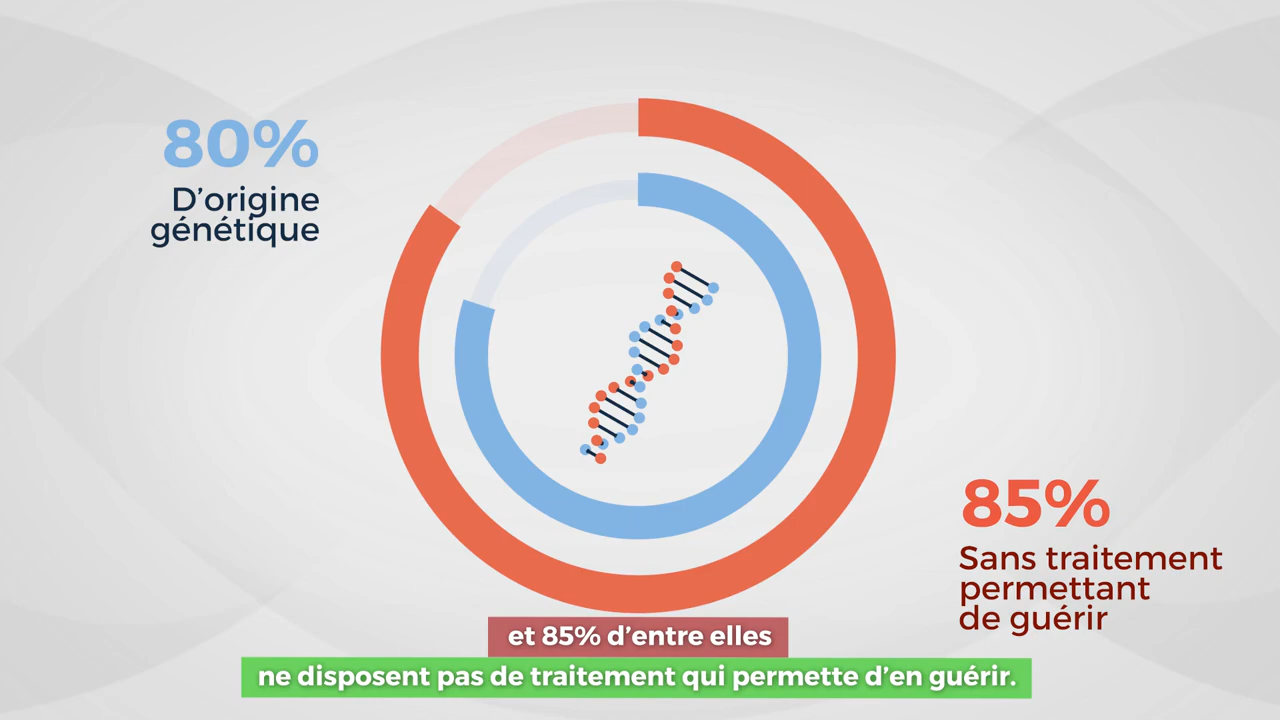 80%
D’origine
génétique
85%
Sans traitement
permettant
de guérir
et 85% d’entre elles
ne disposent pas de traitement qui permette d’en guérir.